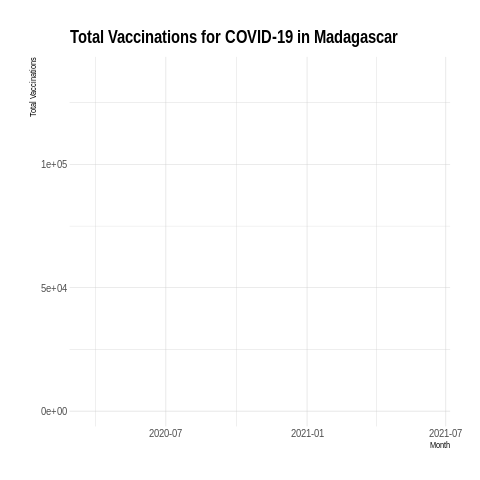 Total Vaccinations for COVID-19 in Madagascar
Total Vaccinations
1e+05
5e+04
0e+00
2020-07
2021-01
2021-07
Month